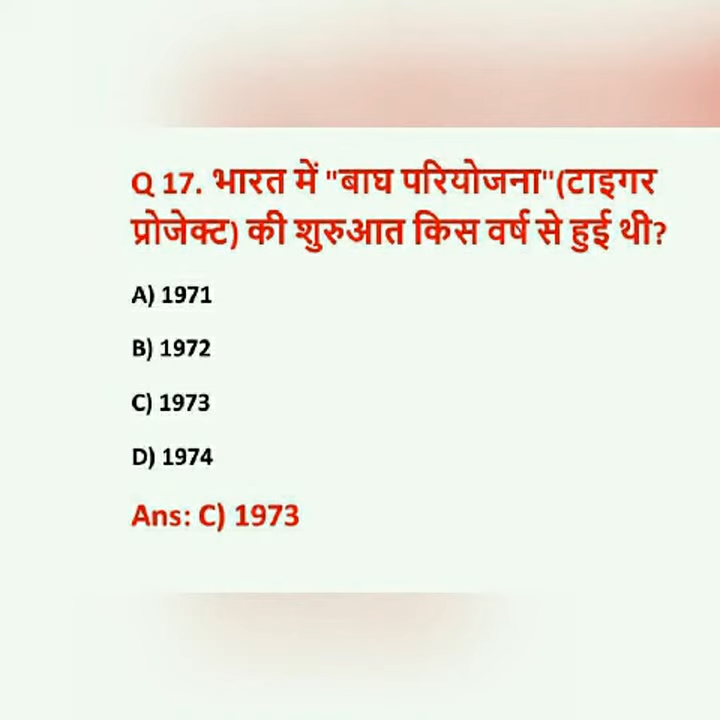 Q 17. भारत में "बाघ परियोजना"(टाइगर
प्रोजेक्ट) की शुरुआत किस वर्ष से हुई थी?
A) 1971
B) 1972
C) 1973
D) 1974
Ans: C) 1973